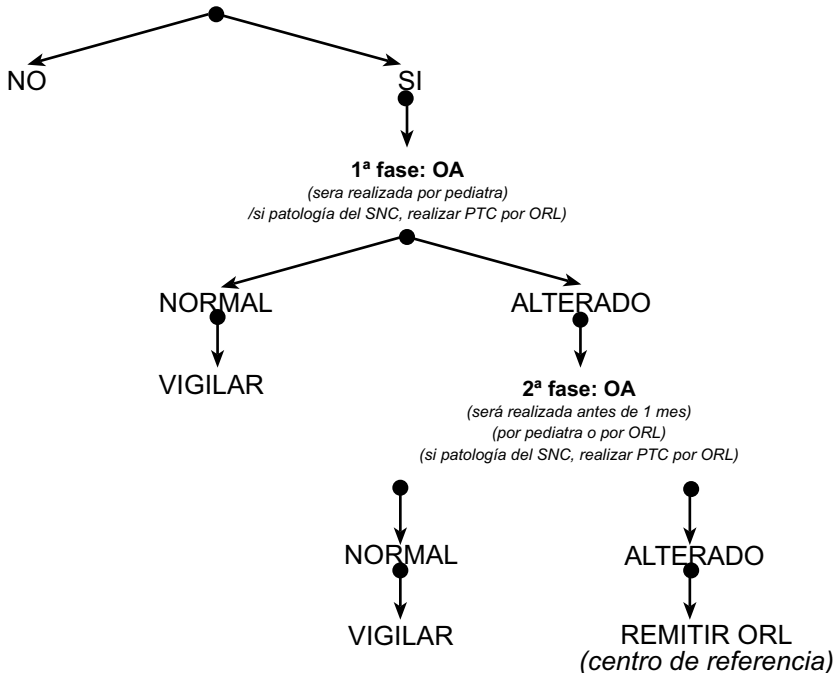 NO
SI
1ª fase: OA
(sera realizada por pediatra)
/si patología del SNC, realizar PTC por ORL)
NORMAL
ALTERADO
VIGILAR
2ª fase: OA
(será realizada antes de 1 mes)
(por pediatra o por ORL)
(si patología del SNC, realizar PTC por ORL)
NORMAL
ALTERADO
VIGILAR
REMITIR ORL
(centro de referencia)